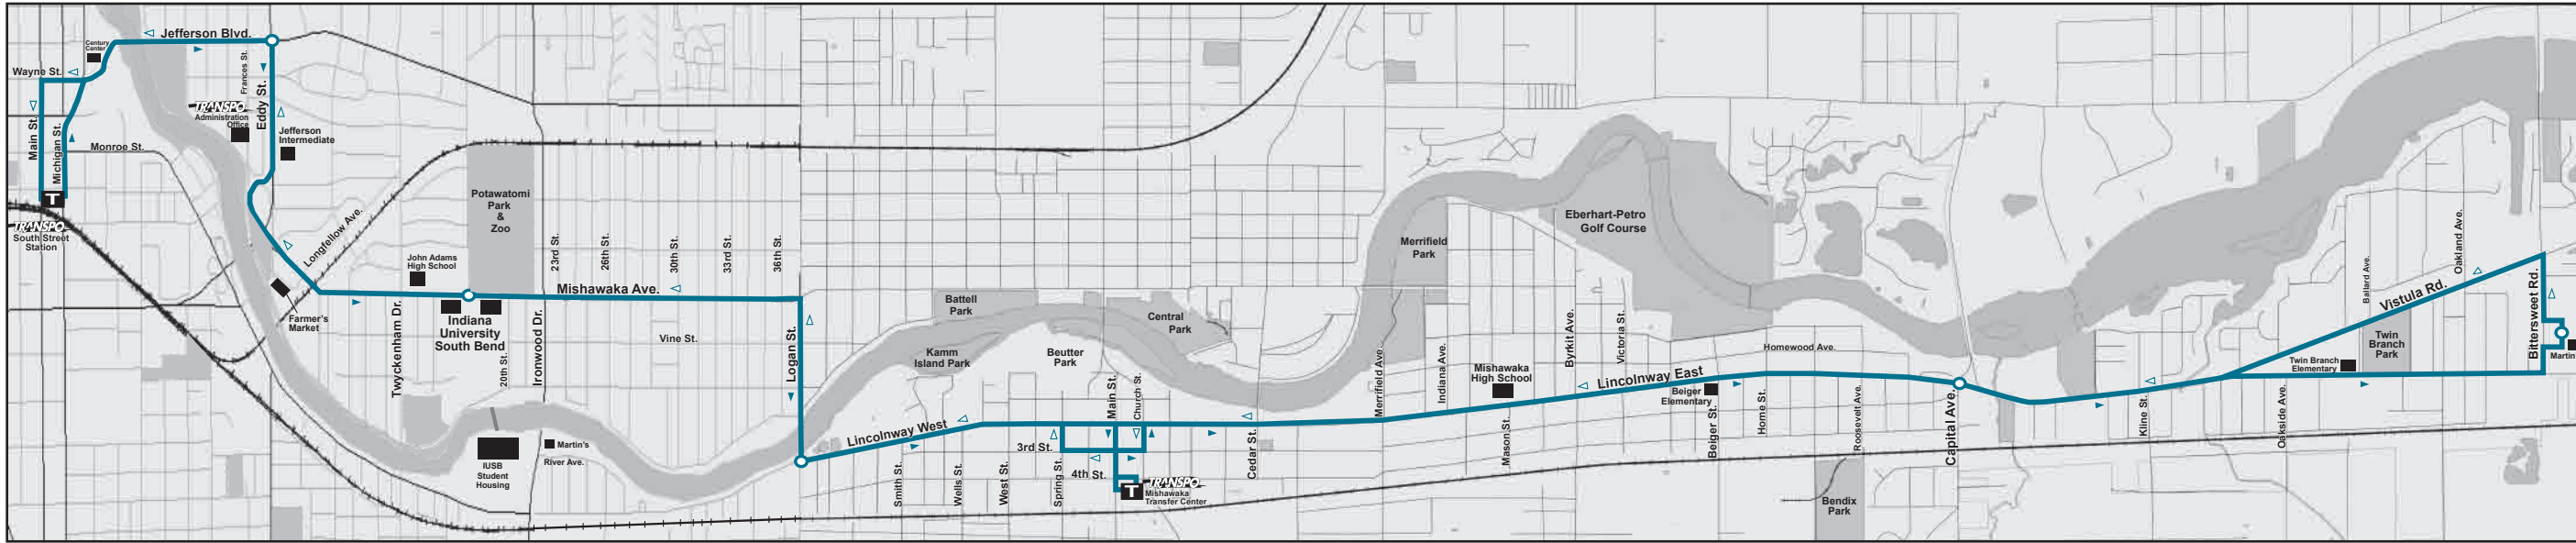 Century
Center
Jefferson Blvd.
Wayne St.
Frances St.
TRANSPO
Administration
Office
Eddy St.
Jefferson
Intermediate
Main St.
Michigan St.
Monroe St.
T
TRANSPO
South Street
Station
Longfellow Ave.
Farmer's
Market
John Adams
High School
Potawatomi
Park
&
Zoo
Twyckenham Dr.
Indiana
University
South Bend
20th St.
Ironwood Dr.
Mishawaka Ave.
23rd St.
26th St.
30th St.
33rd St.
36th St.
Vine St.
Logan St.
IUSB
Student
Housing
Martin's
River Ave.
Battell
Park
Kamm
Island Park
Beutter
Park
Central
Park
Lincolnway West
Main St.
Church St.
3rd St.
4th St.
Smith St.
Wells St.
West St.
Spring St.
T
TRANSPO
Mishawaka
Transfer Center
Cedar St.
Merrifield
Park
Merrifield Ave.
Indiana Ave.
Mishawaka
High School
Mason St.
Eberhart-Petro
Golf Course
Byrkit Ave.
Victoria St.
Lincolnway East
Beiger
Elementary
Beiger St.
Home St.
Homewood Ave.
Roosevelt Ave.
Bendix
Park
Capital Ave.
Kline St.
Oakside Ave.
Twin Branch
Elementary
Twin
Branch
Park
Ballard Ave.
Vistula Rd.
Oakland Ave.
Bittersweet Rd.
Martin